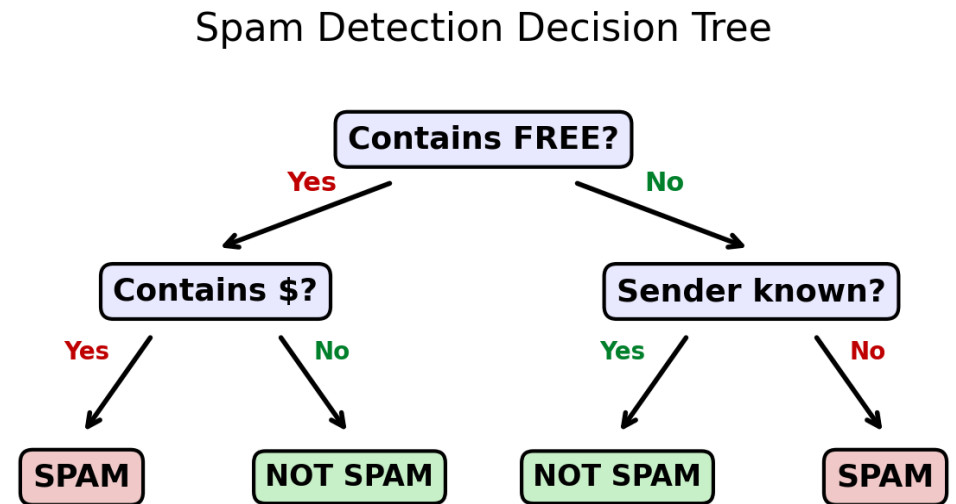 Spam Detection Decision Tree
Contains FREE?
Yes
No
Contains $?
Sender known?
Yes
No
Yes
No
SPAM
NOT SPAM
NOT SPAM
SPAM